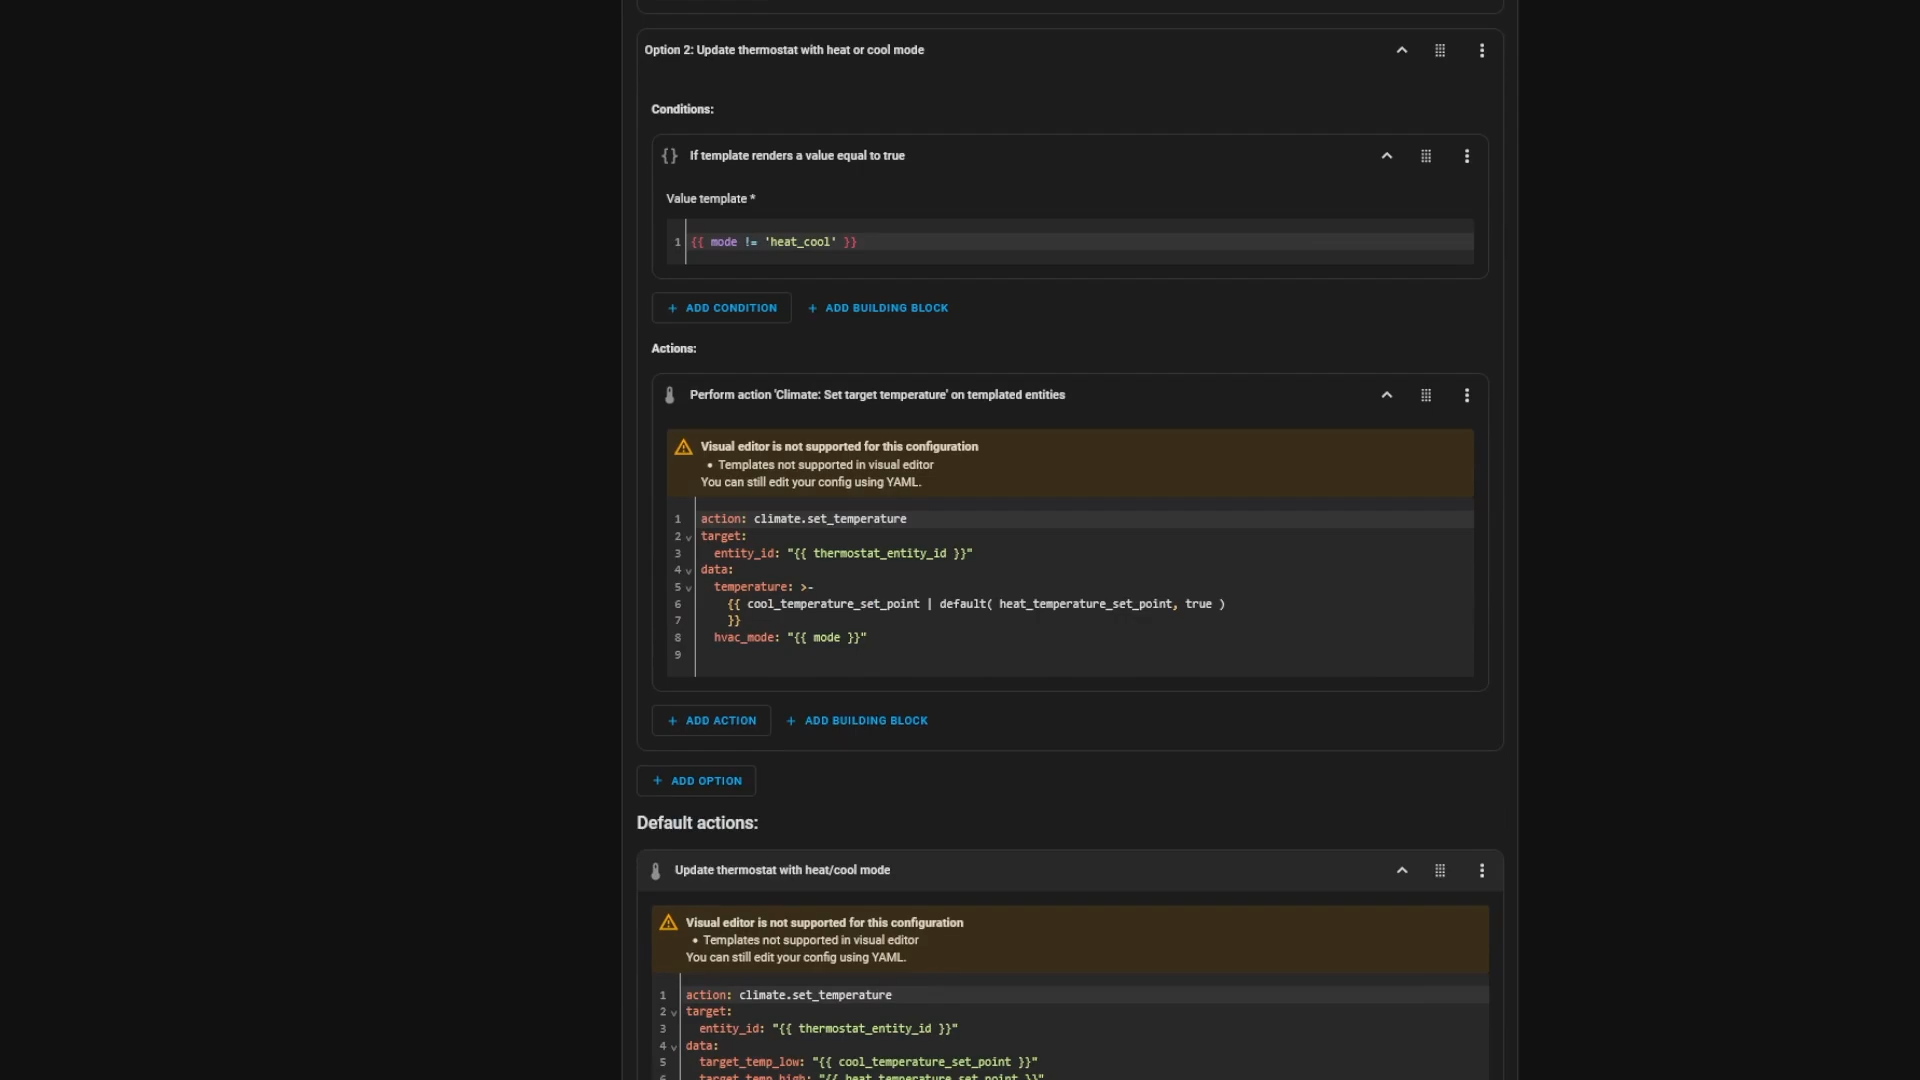 Option 2: Update thermostat with heat or cool mode
Conditions:
If template renders a value equal to true
Value template *
1 {{ mode != 'heat_cool' }}
+ ADD CONDITION + ADD BUILDING BLOCK
Actions:
Perform action 'Climate: Set target temperature' on templated entities
Visual editor is not supported for this configuration
• Templates not supported in visual editor
You can still edit your config using YAML.
1 action: climate.set_temperature
2 target:
3 entity_id: "{{ thermostat_entity_id }}"
4 data:
5 temperature: >-
6 {{ cool_temperature_set_point | default( heat_temperature_set_point, true )
7 }}
8 hvac_mode: "{{ mode }}"
9
+ ADD ACTION + ADD BUILDING BLOCK
+ ADD OPTION
Default actions:
Update thermostat with heat/cool mode
Visual editor is not supported for this configuration
• Templates not supported in visual editor
You can still edit your config using YAML.
1 action: climate.set_temperature
2 target:
3 entity_id: "{{ thermostat_entity_id }}"
4 data:
5 target_temp_low: "{{ cool_temperature_set_point }}"
6 target_temp_high: "{{ heat_temperature_set_point }}"